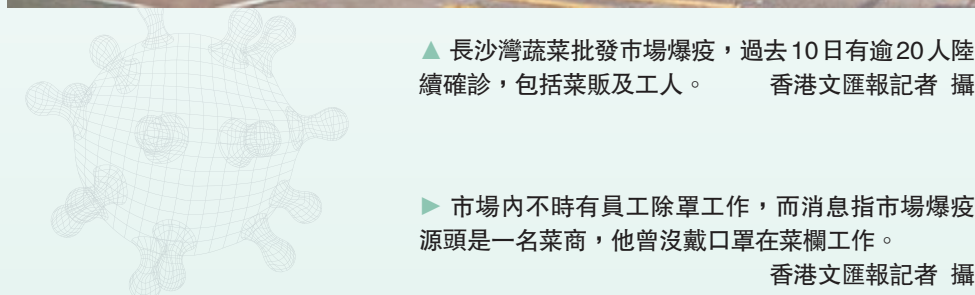 ▲ 長沙灣蔬菜批發市場爆疫，過去10日有逾20人陸
續確診，包括菜販及工人。 香港文匯報記者 攝
▶ 市場內不時有員工除罩工作，而消息指市場爆疫
源頭是一名菜商，他曾沒戴口罩在菜欄工作。
香港文匯報記者 攝